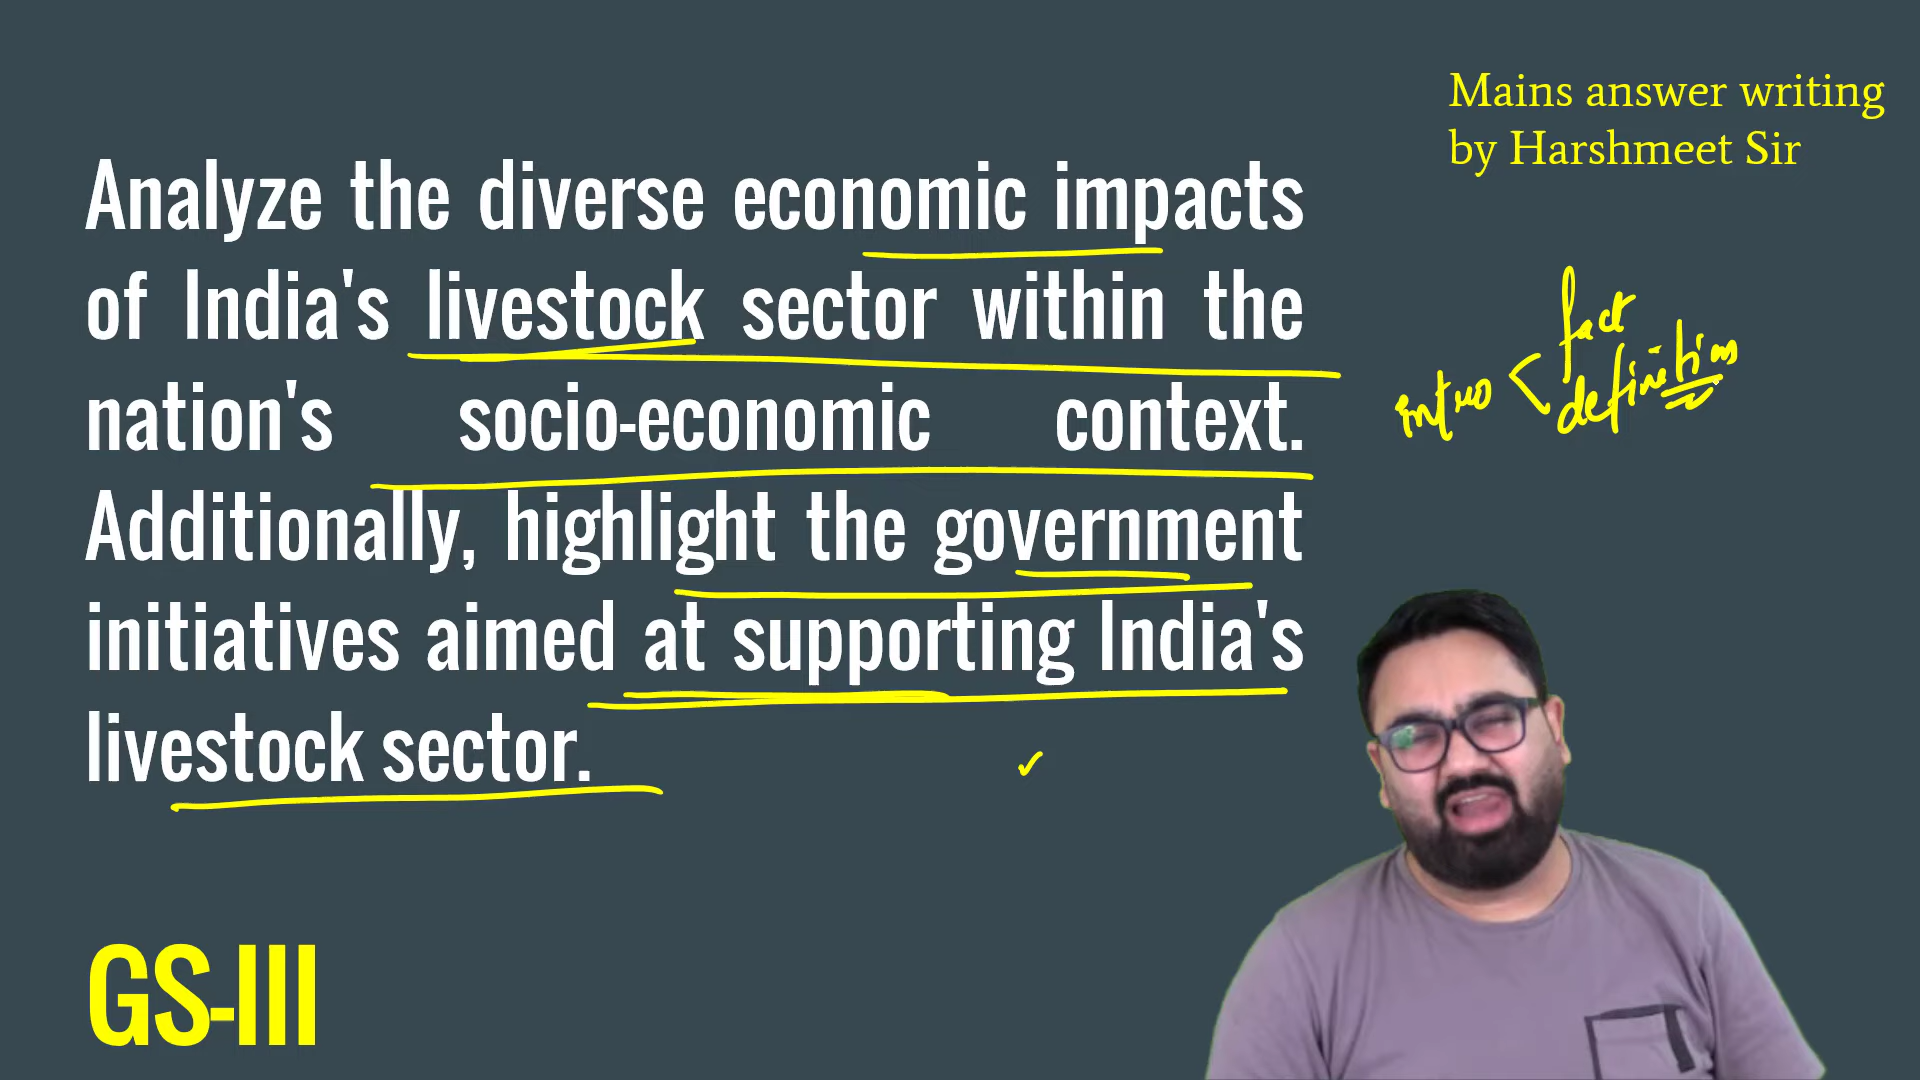 Mains answer writing
by Harshmeet Sir
Analyze the diverse economic impacts
of India's livestock sector within the
nation's socio-economic context.
Additionally, highlight the government
initiatives aimed at supporting India's
livestock sector.
fact
intro < definition
GS-III